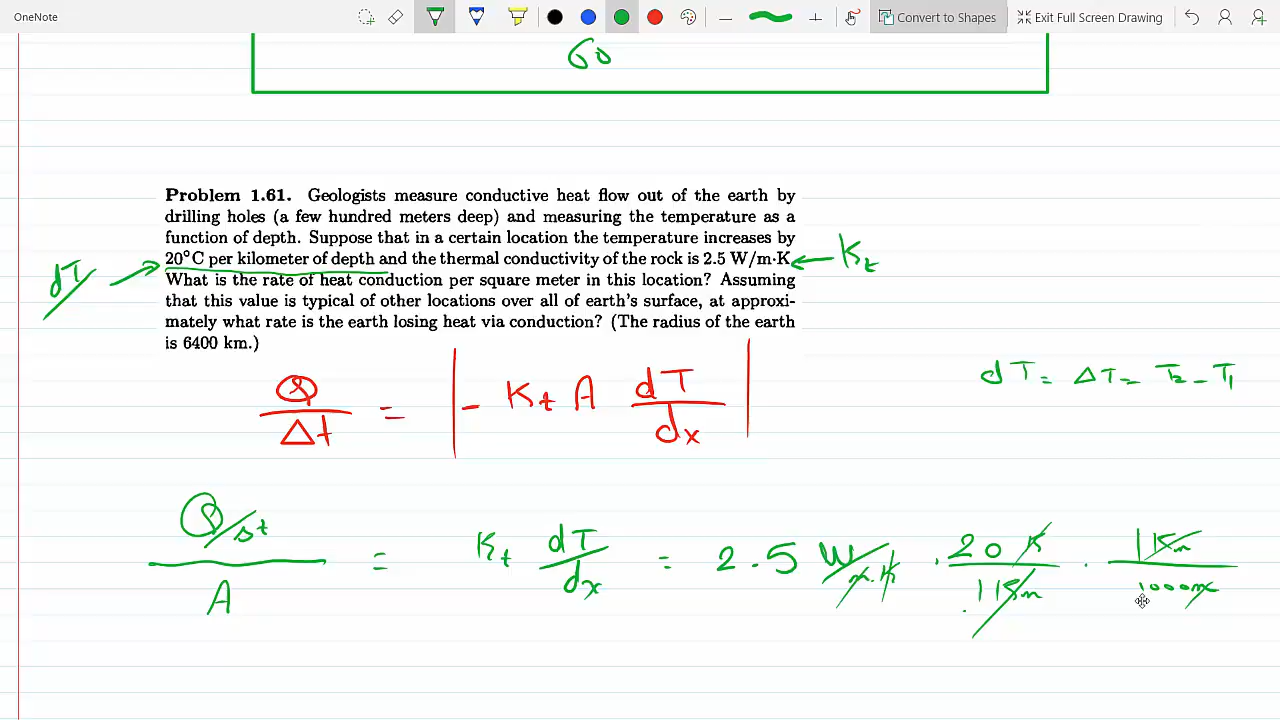 OneNote
Convert to Shapes
Exit Full Screen Drawing
60
Problem 1.61. Geologists measure conductive heat flow out of the earth by
drilling holes (a few hundred meters deep) and measuring the temperature as a
function of depth. Suppose that in a certain location the temperature increases by
20°C per kilometer of depth and the thermal conductivity of the rock is 2.5 W/m·K.
What is the rate of heat conduction per square meter in this location? Assuming
that this value is typical of other locations over all of earth's surface, at approxi-
mately what rate is the earth losing heat via conduction? (The radius of the earth
is 6400 km.)
dT
Kt
dT = ΔT = T2 - T1
Q/Δt = |- Kt A dT/dx|
Q/Δt / A = Kt dT/dx = 2.5 W/m.K . 20 K/1 Km . 1 Km/1000m